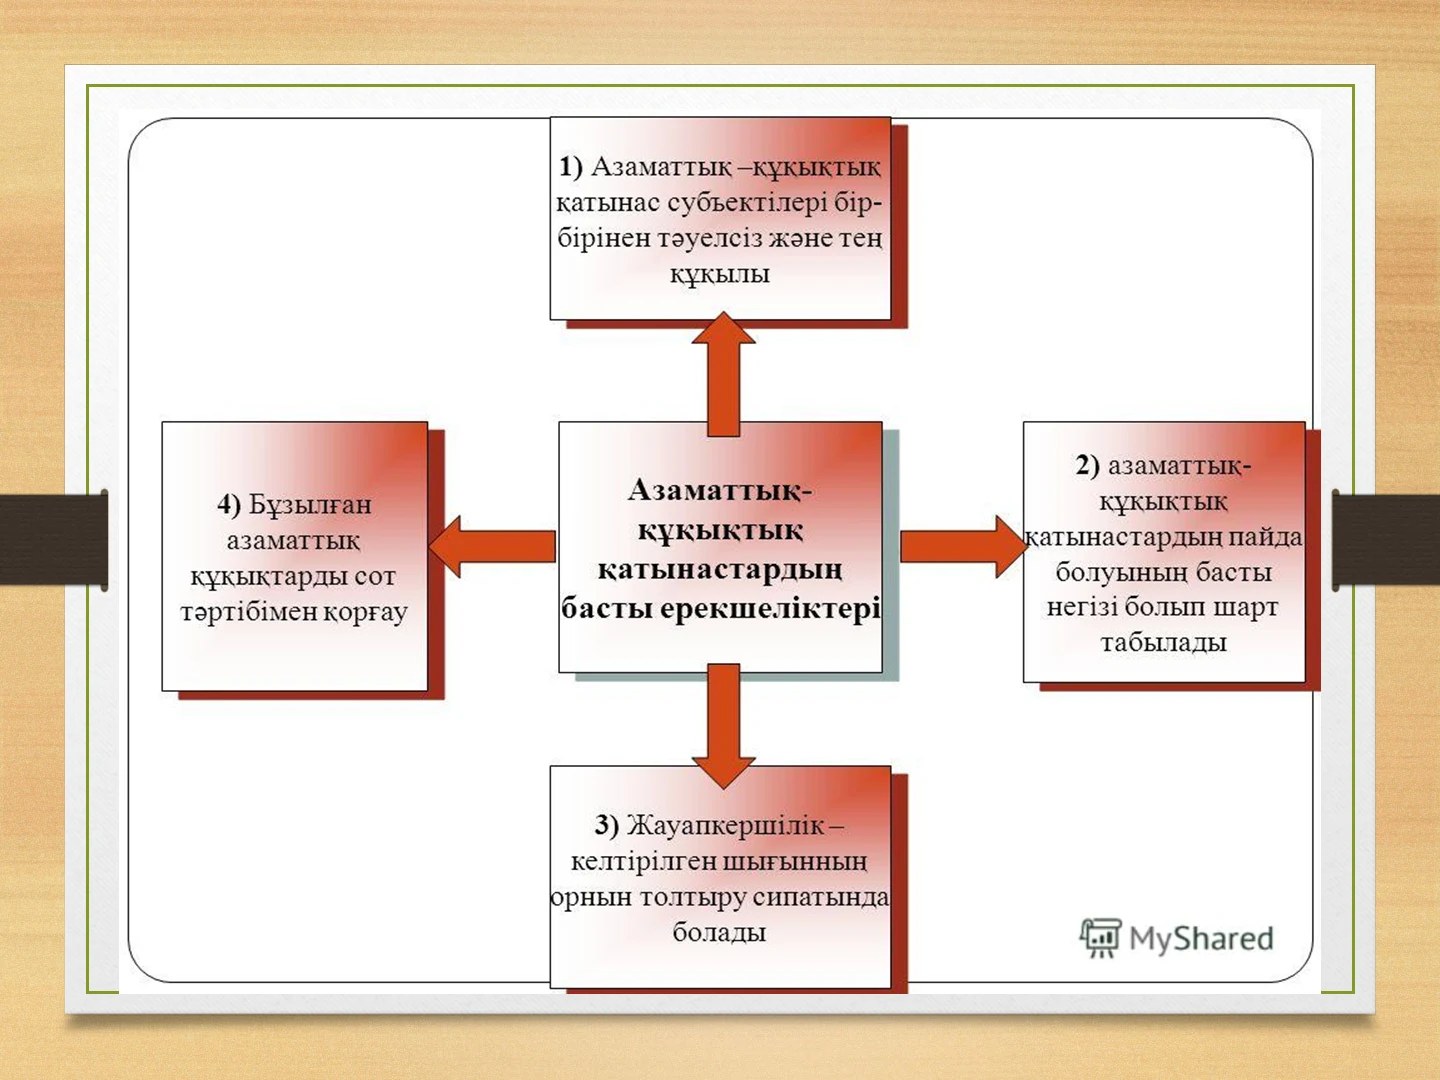 1) Азаматтық –құқықтық
қатынас субъектілері бір-
бірінен тәуелсіз және тең
құқылы
4) Бұзылған
азаматтық
құқықтарды сот
тәртібімен қорғау
Азаматтық-
құқықтық
қатынастардың
басты ерекшеліктері
2) азаматтық-
құқықтық
қатынастардың пайда
болуының басты
негізі болып шарт
табылады
3) Жауапкершілік –
келтірілген шығынның
орнын толтыру сипатында
болады
MyShared